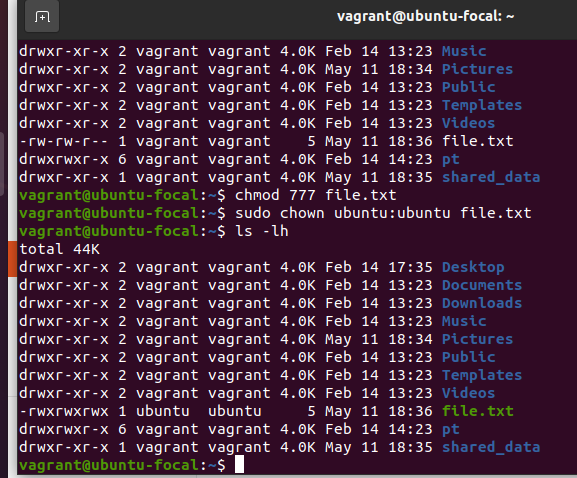 vagrant@ubuntu-focal: ~
drwxr-xr-x 2 vagrant vagrant 4.0K Feb 14 13:23 Music
drwxr-xr-x 2 vagrant vagrant 4.0K May 11 18:34 Pictures
drwxr-xr-x 2 vagrant vagrant 4.0K Feb 14 13:23 Public
drwxr-xr-x 2 vagrant vagrant 4.0K Feb 14 13:23 Templates
drwxr-xr-x 2 vagrant vagrant 4.0K Feb 14 13:23 Videos
-rw-rw-r-- 1 vagrant vagrant    5 May 11 18:36 file.txt
drwxrwxr-x 6 vagrant vagrant 4.0K Feb 14 14:23 pt
drwxr-xr-x 1 vagrant vagrant 4.0K May 11 18:35 shared_data
vagrant@ubuntu-focal:~$ chmod 777 file.txt
vagrant@ubuntu-focal:~$ sudo chown ubuntu:ubuntu file.txt
vagrant@ubuntu-focal:~$ ls -lh
total 44K
drwxr-xr-x 2 vagrant vagrant 4.0K Feb 14 17:35 Desktop
drwxr-xr-x 2 vagrant vagrant 4.0K Feb 14 13:23 Documents
drwxr-xr-x 2 vagrant vagrant 4.0K Feb 14 13:23 Downloads
drwxr-xr-x 2 vagrant vagrant 4.0K Feb 14 13:23 Music
drwxr-xr-x 2 vagrant vagrant 4.0K May 11 18:34 Pictures
drwxr-xr-x 2 vagrant vagrant 4.0K Feb 14 13:23 Public
drwxr-xr-x 2 vagrant vagrant 4.0K Feb 14 13:23 Templates
drwxr-xr-x 2 vagrant vagrant 4.0K Feb 14 13:23 Videos
-rwxrwxrwx 1 ubuntu  ubuntu     5 May 11 18:36 file.txt
drwxrwxr-x 6 vagrant vagrant 4.0K Feb 14 14:23 pt
drwxr-xr-x 1 vagrant vagrant 4.0K May 11 18:35 shared_data
vagrant@ubuntu-focal:~$